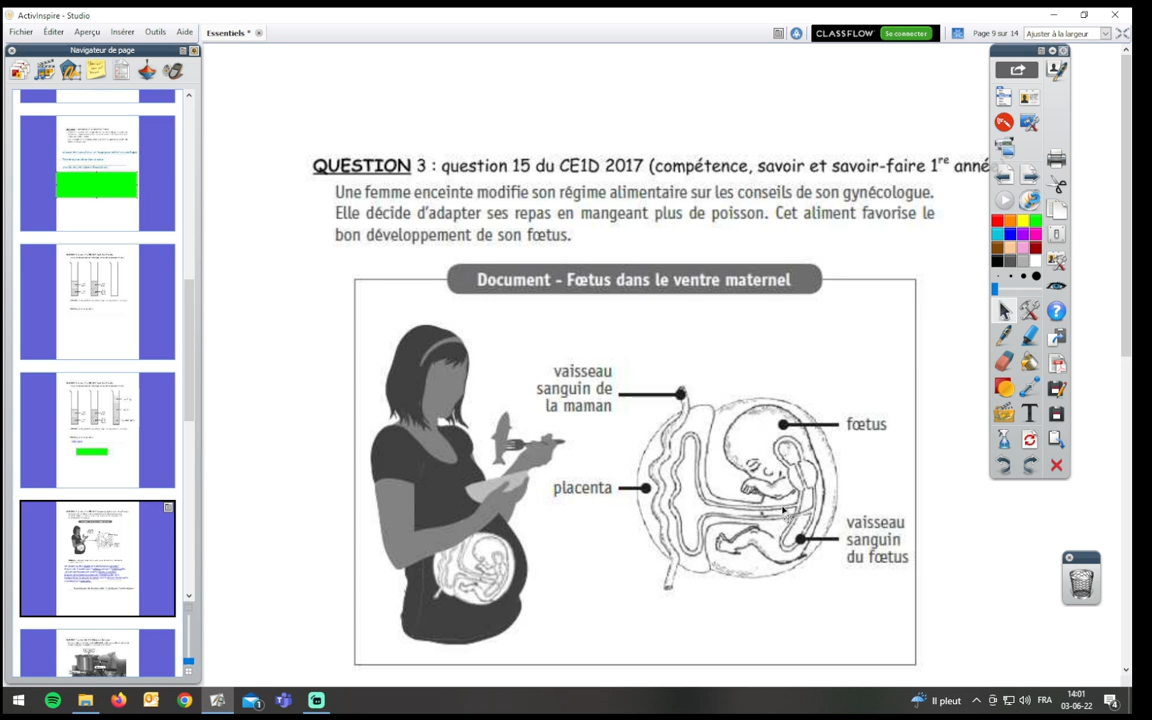 ActivInspire - Studio
Fichier Éditer Aperçu Insérer Outils Aide
Essentiels *
CLASSFLOW Se connecter
Page 9 sur 14
Ajuster à la largeur
Navigateur de page
QUESTION 3 : question 15 du CE1D 2017 (compétence, savoir et savoir-faire 1re anné
Une femme enceinte modifie son régime alimentaire sur les conseils de son gynécologue.
Elle décide d'adapter ses repas en mangeant plus de poisson. Cet aliment favorise le
bon développement de son fœtus.
Document - Fœtus dans le ventre maternel
vaisseau
sanguin de
la maman
fœtus
placenta
vaisseau
sanguin
du fœtus
Il pleut
FRA
14:01
03-06-22